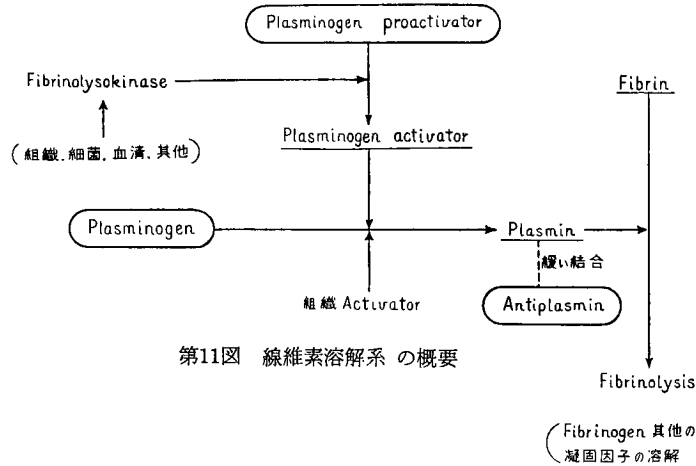 Plasminogen proactivator
Fibrinolysokinase
Fibrin
(組織.細菌.血清.其他)
Plasminogen activator
Plasminogen
Plasmin
緩い結合
組織 Activator
Antiplasmin
第11図 線維素溶解系 の概要
Fibrinolysis
(Fibrinogen 其他の
凝固因子の溶解